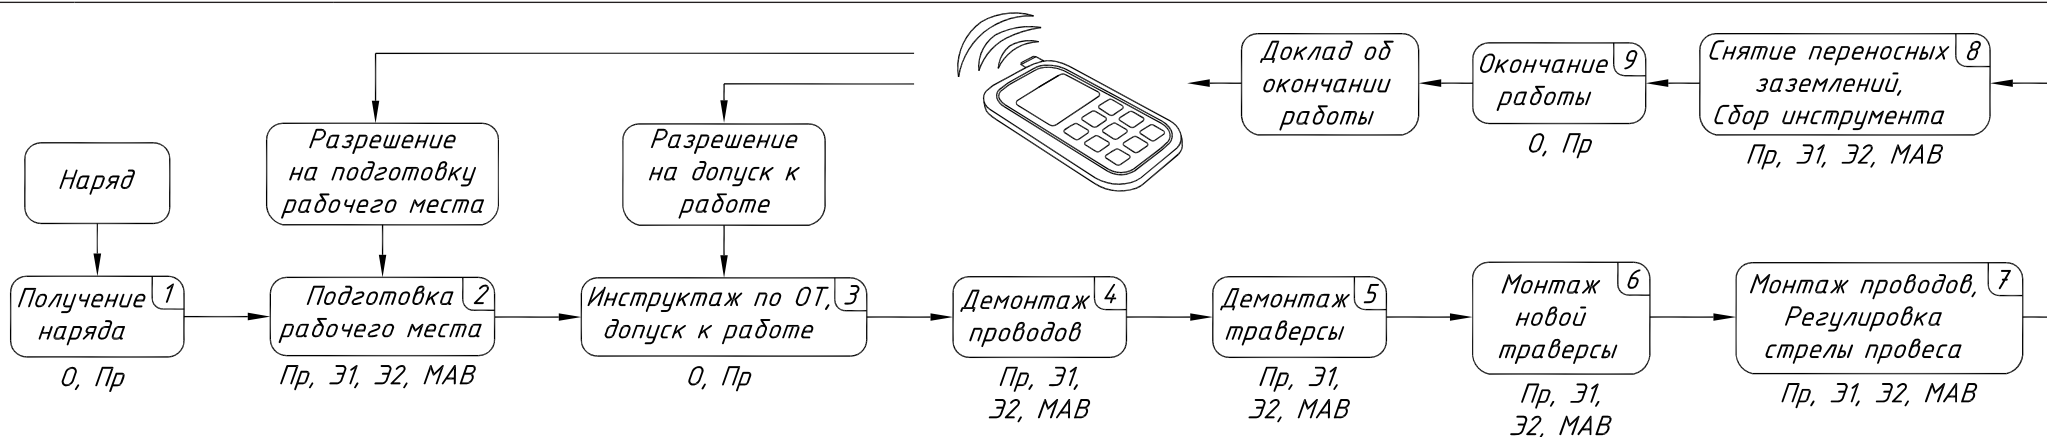 Наряд
Разрешение
на подготовку
рабочего места
Разрешение
на допуск к
работе
Доклад об
окончании
работы
Окончание 9
работы
О, Пр
Снятие переносных 8
заземлений,
Сбор инструмента
Пр, Э1, Э2, МАВ
Получение 1
наряда
О, Пр
Подготовка 2
рабочего места
Пр, Э1, Э2, МАВ
Инструктаж по ОТ, 3
допуск к работе
О, Пр
Демонтаж 4
проводов
Пр, Э1,
Э2, МАВ
Демонтаж 5
траверсы
Пр, Э1,
Э2, МАВ
Монтаж 6
новой
траверсы
Пр, Э1,
Э2, МАВ
Монтаж проводов, 7
Регулировка
стрелы провеса
Пр, Э1, Э2, МАВ